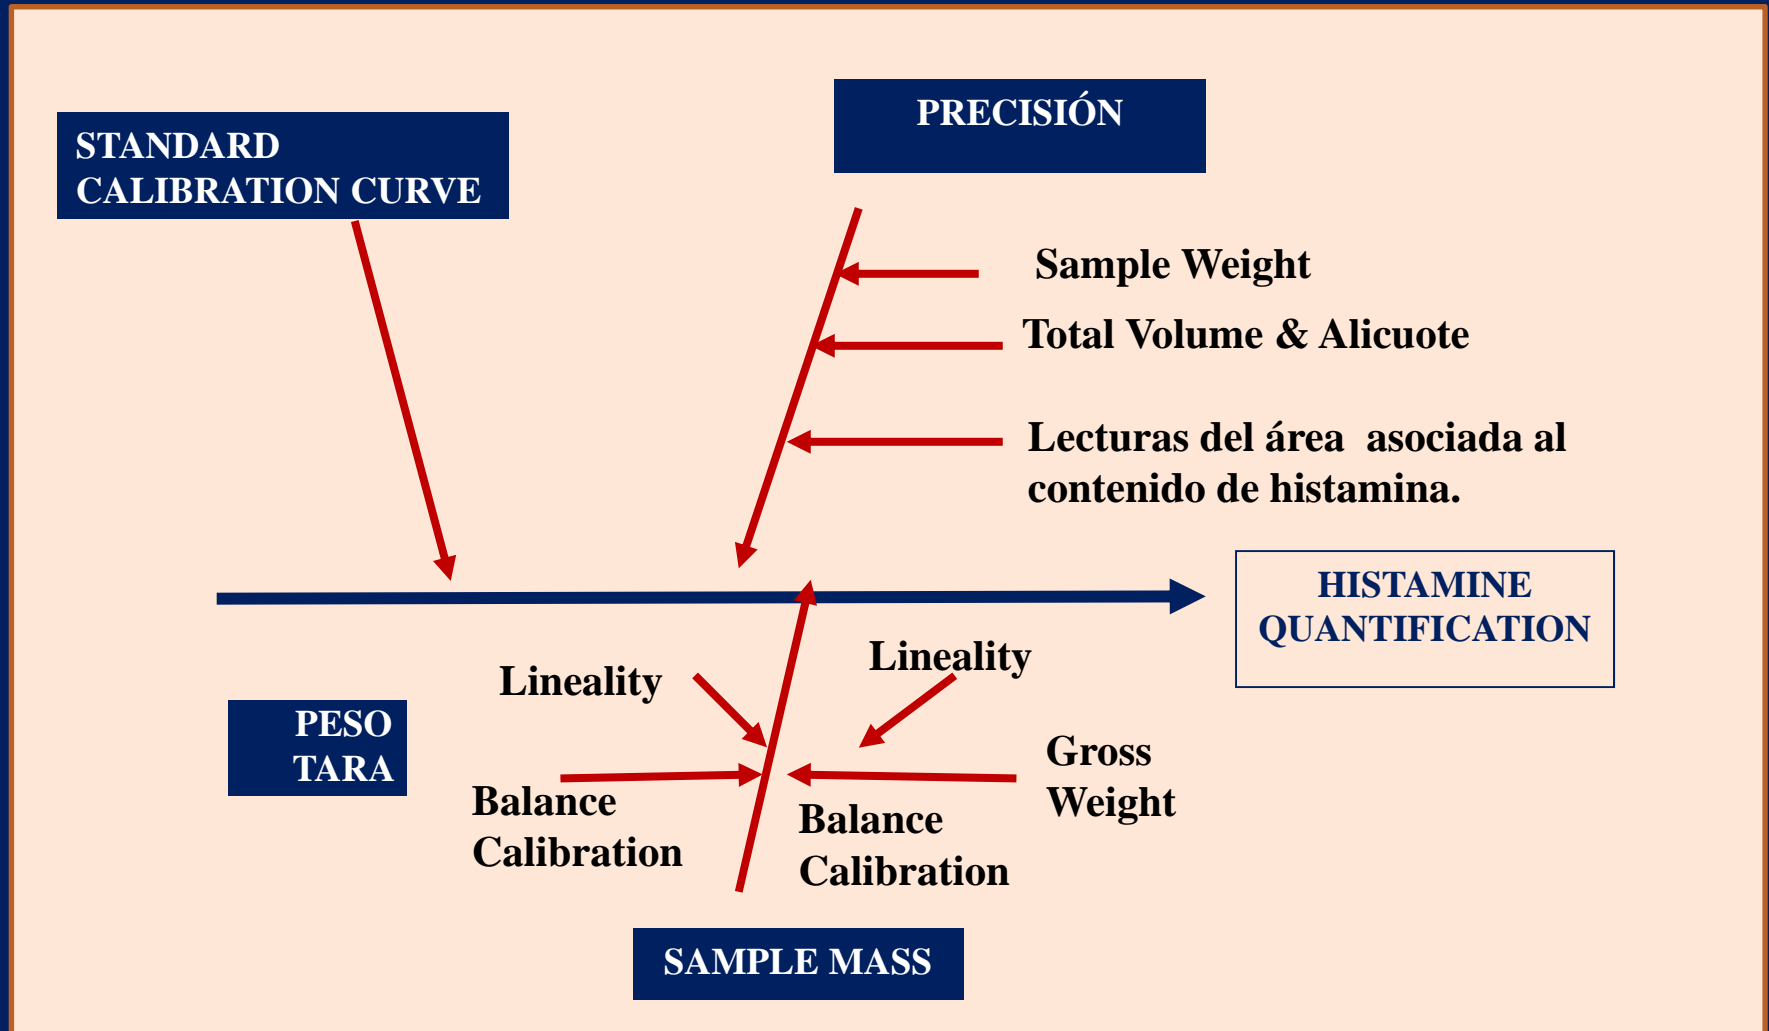 STANDARD
CALIBRATION CURVE
PRECISIÓN
Sample Weight
Total Volume & Alicuote
Lecturas del área  asociada al
contenido de histamina.
HISTAMINE
QUANTIFICATION
Lineality
Lineality
PESO
TARA
Gross
Weight
Balance
Calibration
Balance
Calibration
SAMPLE MASS